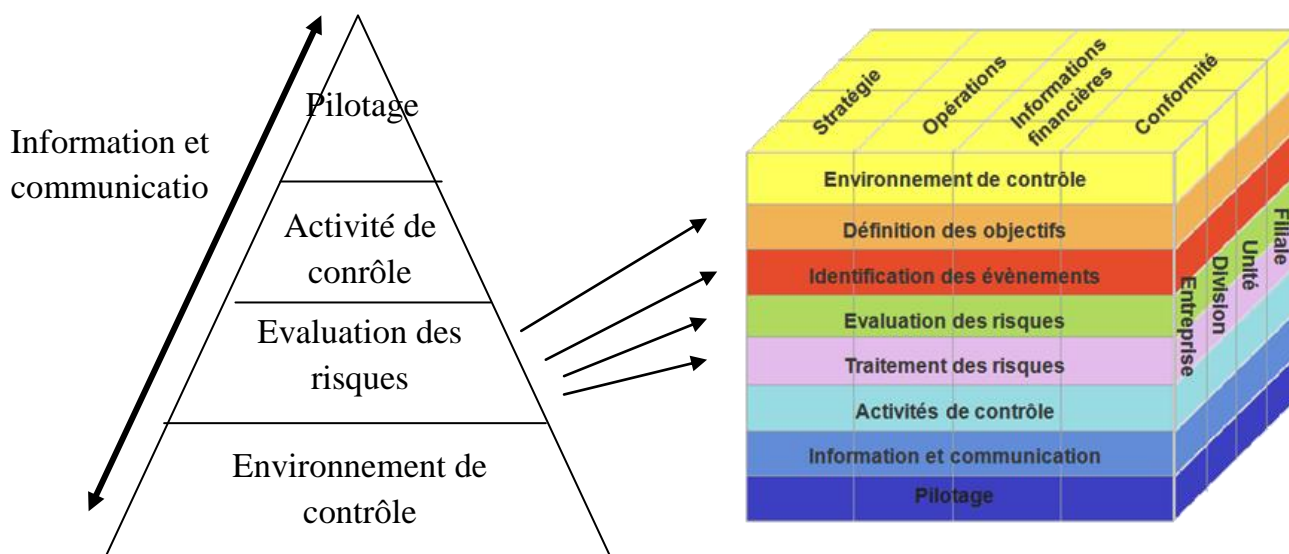 Information et
communicatio
Pilotage
Activité de
conrôle
Evaluation des
risques
Environnement de
contrôle
Stratégie
Opérations
Informations
financières
Conformité
Environnement de contrôle
Définition des objectifs
Identification des évènements
Evaluation des risques
Traitement des risques
Activités de contrôle
Information et communication
Pilotage
Entreprise
Division
Unité
Filiale